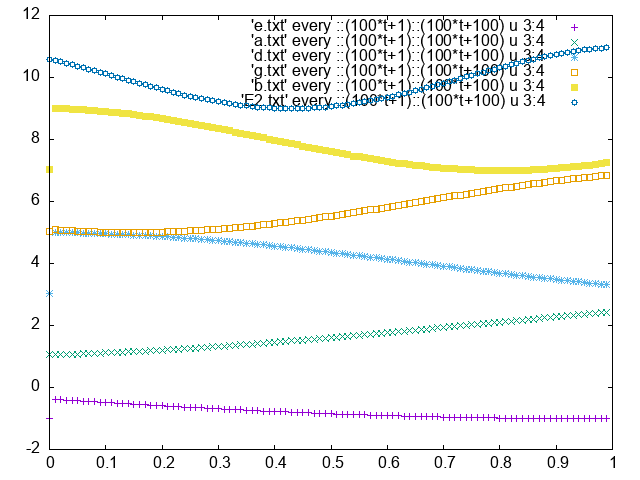 12
10
8
6
4
2
0
-2
'e.txt' every ::(100*t+1)::(100*t+100) u 3:4
'a.txt' every ::(100*t+1)::(100*t+100) u 3:4
'd.txt' every ::(100*t+1)::(100*t+100) u 3:4
'g.txt' every ::(100*t+1)::(100*t+100) u 3:4
'b.txt' every ::(100*t+1)::(100*t+100) u 3:4
'E2.txt' every ::(100*t+1)::(100*t+100) u 3:4
0 0.1 0.2 0.3 0.4 0.5 0.6 0.7 0.8 0.9 1